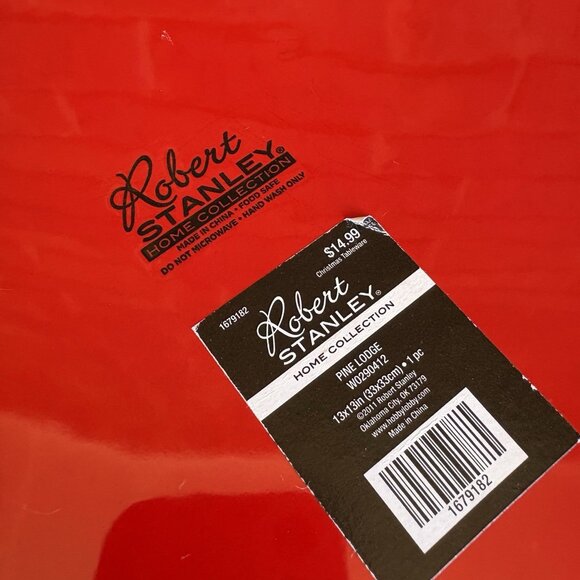 Robert
STANLEY®
HOME COLLECTION
MADE IN CHINA • FOOD SAFE
DO NOT MICROWAVE • HAND WASH ONLY
$14.99
Christmas Tableware
1679182
Robert
STANLEY®
HOME COLLECTION
PINE LODGE
W0290412
13x13in (33x33cm) • 1 pc
©2011 Robert Stanley
Oklahoma City, OK 73179
www.hobbylobby.com
Made in China
1679182